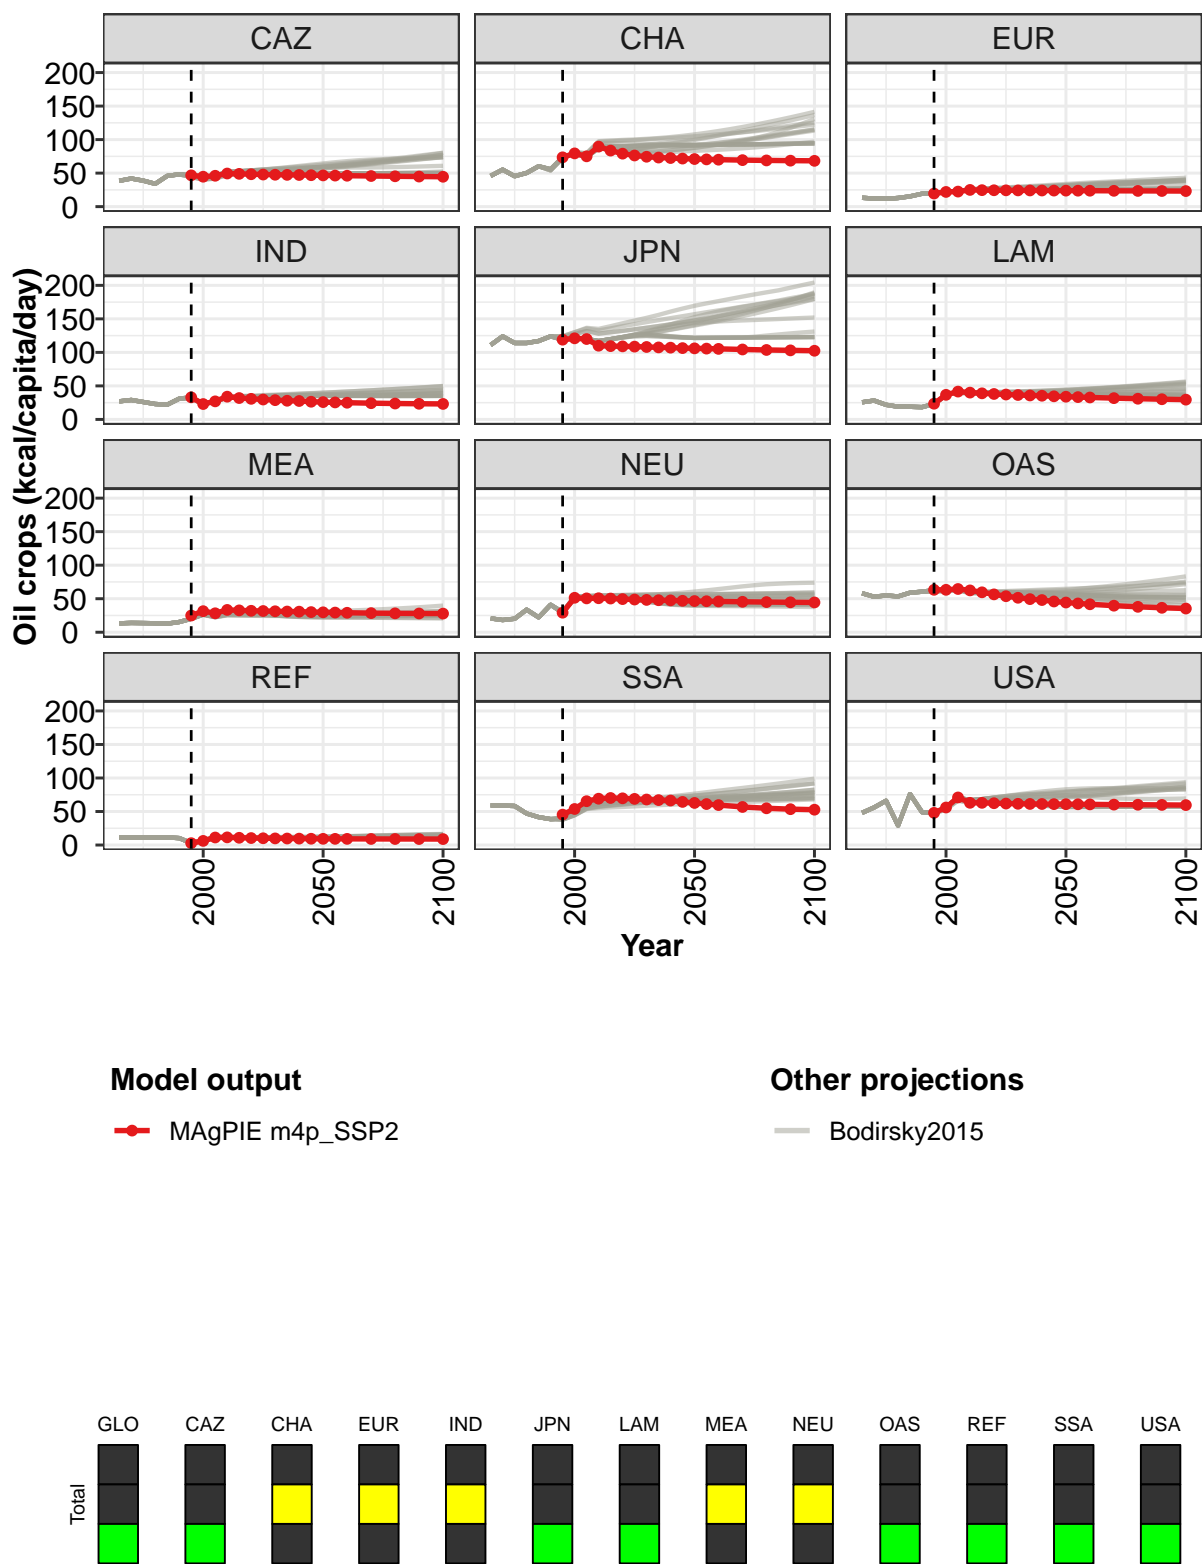 CAZ CHA EUR
200
150
100
50
0
IND JPN LAM
200
150
100
50
0
MEA NEU OAS
200
150
100
50
0
REF SSA USA
200
150
100
50
0
Oil crops (kcal/capita/day)
2000 2050 2100 2000 2050 2100 2000 2050 2100
Year
Model output Other projections
MAgPIE m4p_SSP2 Bodirsky2015
GLO CAZ CHA EUR IND JPN LAM MEA NEU OAS REF SSA USA
Total